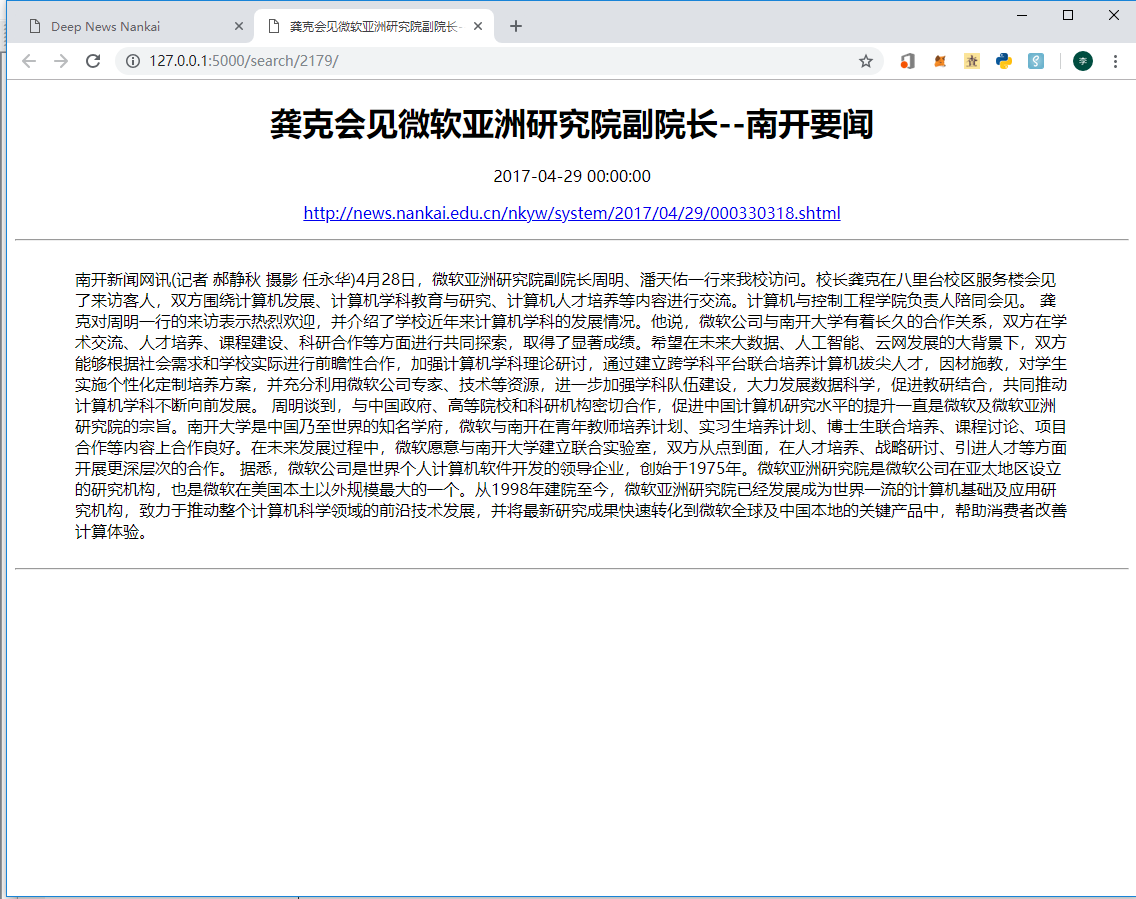 Deep News Nankai
龚克会见微软亚洲研究院副院长-
127.0.0.1:5000/search/2179/
李
龚克会见微软亚洲研究院副院长--南开要闻
2017-04-29 00:00:00
http://news.nankai.edu.cn/nkyw/system/2017/04/29/000330318.shtml
南开新闻网讯(记者 郝静秋 摄影 任永华)4月28日，微软亚洲研究院副院长周明、潘天佑一行来我校访问。校长龚克在八里台校区服务楼会见
了来访客人，双方围绕计算机发展、计算机学科教育与研究、计算机人才培养等内容进行交流。计算机与控制工程学院负责人陪同会见。 龚
克对周明一行的来访表示热烈欢迎，并介绍了学校近年来计算机学科的发展情况。他说，微软公司与南开大学有着长久的合作关系，双方在学
术交流、人才培养、课程建设、科研合作等方面进行共同探索，取得了显著成绩。希望在未来大数据、人工智能、云网发展的大背景下，双方
能够根据社会需求和学校实际进行前瞻性合作，加强计算机学科理论研讨，通过建立跨学科平台联合培养计算机拔尖人才，因材施教，对学生
实施个性化定制培养方案，并充分利用微软公司专家、技术等资源，进一步加强学科队伍建设，大力发展数据科学，促进教研结合，共同推动
计算机学科不断向前发展。 周明谈到，与中国政府、高等院校和科研机构密切合作，促进中国计算机研究水平的提升一直是微软及微软亚洲
研究院的宗旨。南开大学是中国乃至世界的知名学府，微软与南开在青年教师培养计划、实习生培养计划、博士生联合培养、课程讨论、项目
合作等内容上合作良好。在未来发展过程中，微软愿意与南开大学建立联合实验室，双方从点到面，在人才培养、战略研讨、引进人才等方面
开展更深层次的合作。 据悉，微软公司是世界个人计算机软件开发的领导企业，创始于1975年。微软亚洲研究院是微软公司在亚太地区设立
的研究机构，也是微软在美国本土以外规模最大的一个。从1998年建院至今，微软亚洲研究院已经发展成为世界一流的计算机基础及应用研
究机构，致力于推动整个计算机科学领域的前沿技术发展，并将最新研究成果快速转化到微软全球及中国本地的关键产品中，帮助消费者改善
计算体验。